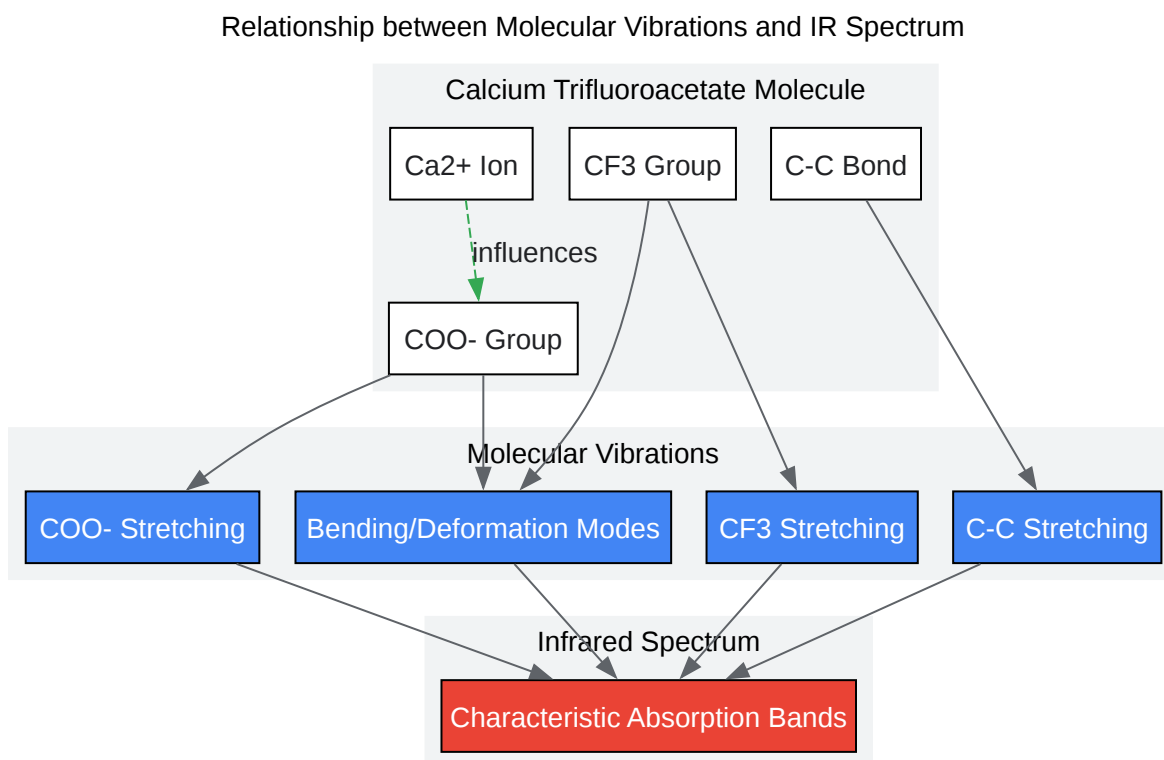 Relationship between Molecular Vibrations and IR Spectrum
Calcium Trifluoroacetate Molecule
Ca2+ Ion
CF3 Group
C-C Bond
influences
COO- Group
Molecular Vibrations
COO- Stretching
Bending/Deformation Modes
CF3 Stretching
C-C Stretching
Infrared Spectrum
Characteristic Absorption Bands